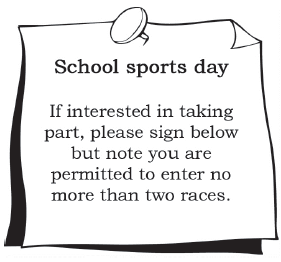 School sports day
If interested in taking
part, please sign below
but note you are
permitted to enter no
more than two races.